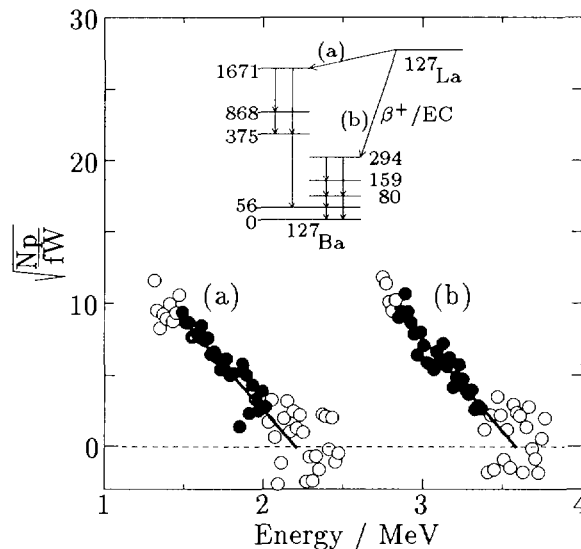 30
20
10
0
√Np/fW
1
2
3
4
Energy / MeV
(a)
(b)
(a)
127La
1671
868
375
(b) β+/EC
294
159
80
56
0
127Ba